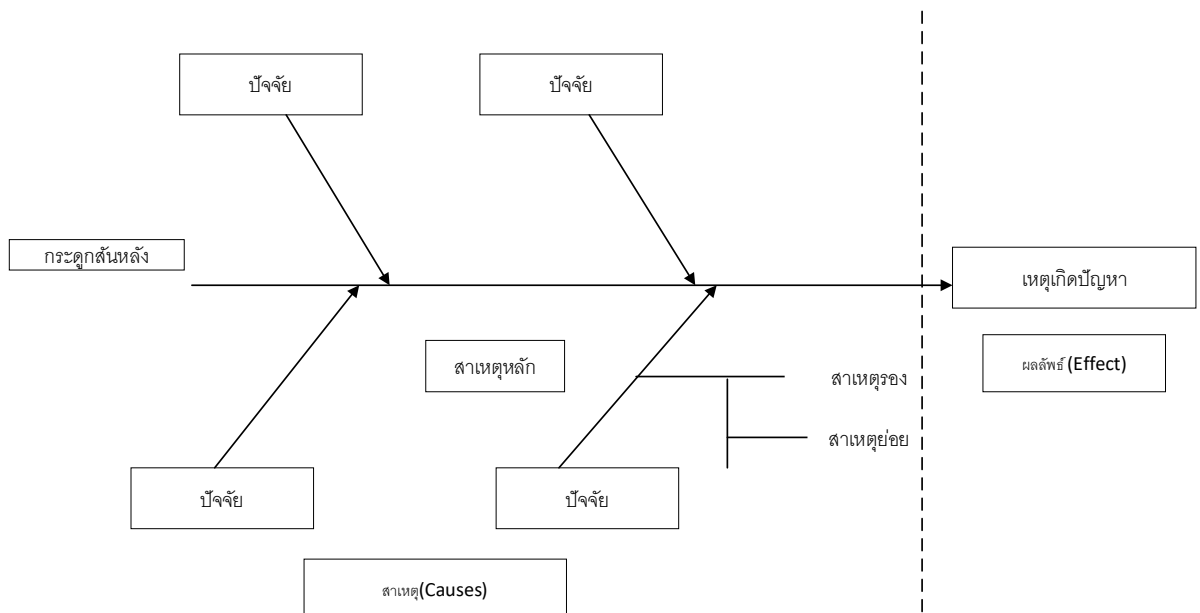 ปัจจัย
ปัจจัย
กระดูกสันหลัง
เหตุเกิดปัญหา
สาเหตุหลัก
ผลลัพธ์(Effect)
สาเหตุรอง
สาเหตุย่อย
ปัจจัย
ปัจจัย
สาเหตุ(Causes)